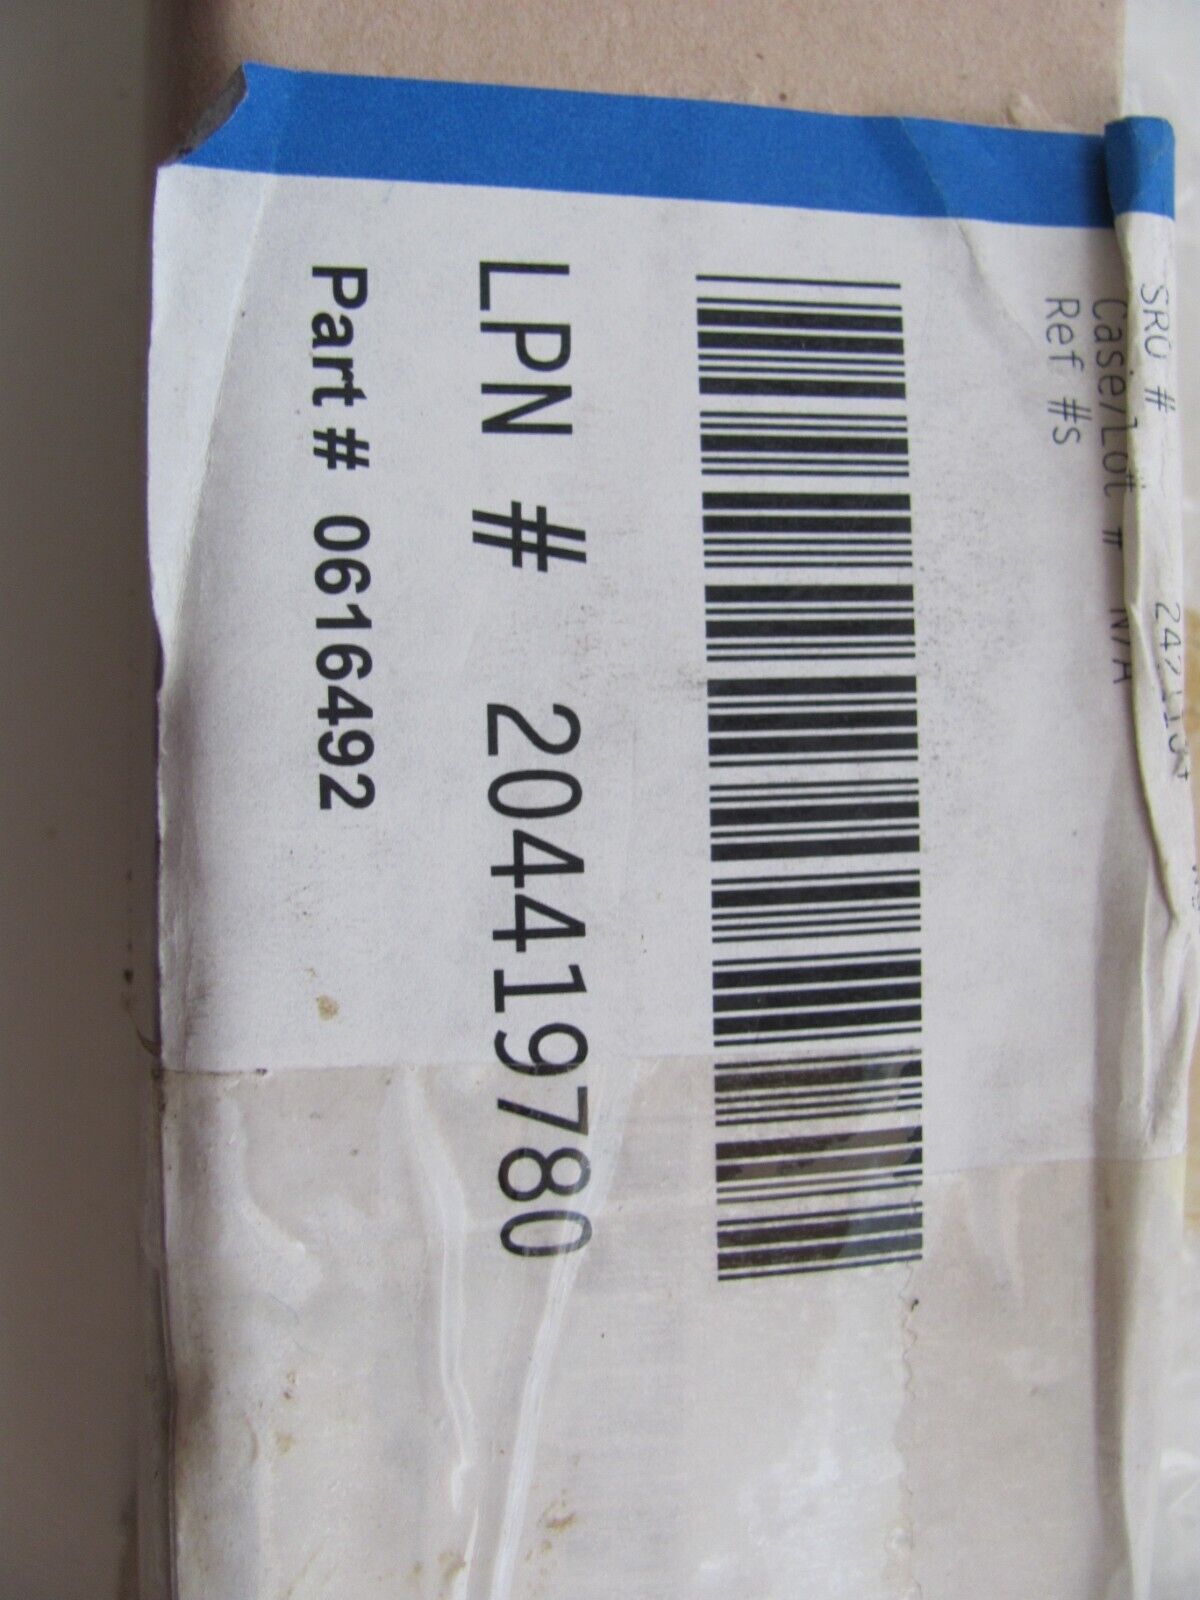 SRO #
Case/Lot # N/A
Ref #s
LPN # 204419780
Part # 0616492